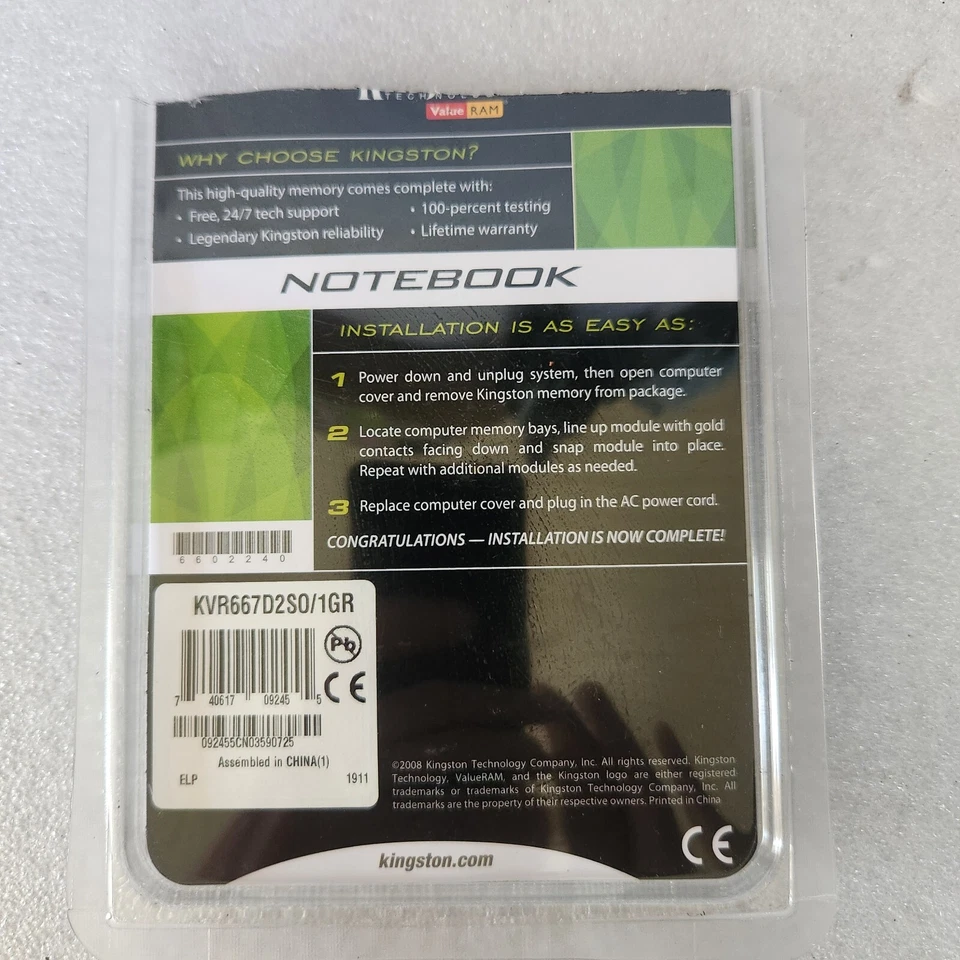 TECHNOLO
Value RAM
WHY CHOOSE KINGSTON?
This high-quality memory comes complete with:
• Free, 24/7 tech support
• 100-percent testing
• Legendary Kingston reliability
• Lifetime warranty
NOTEBOOK
INSTALLATION IS AS EASY AS:
1 Power down and unplug system, then open computer
cover and remove Kingston memory from package.
2 Locate computer memory bays, line up module with gold
contacts facing down and snap module into place.
Repeat with additional modules as needed.
3 Replace computer cover and plug in the AC power cord.
CONGRATULATIONS — INSTALLATION IS NOW COMPLETE!
6602240
KVR667D2SO/1GR
Pb
7 40617 09245 5
CE
092455CN03590725
Assembled in CHINA(1)
ELP 1911
©2008 Kingston Technology Company, Inc. All rights reserved. Kingston
Technology, ValueRAM, and the Kingston logo are either registered
trademarks or trademarks of Kingston Technology Company, Inc. All
trademarks are the property of their respective owners. Printed in China
CE
kingston.com